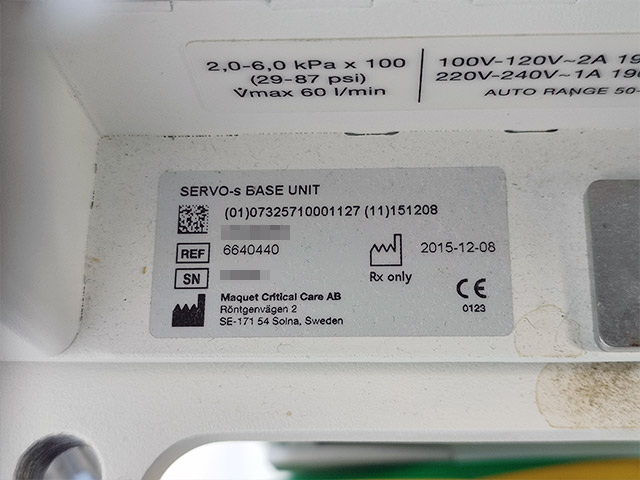 2,0-6,0 kPa x 100
(29-87 psi)
V̇max 60 l/min
100V-120V~2A
220V-240V~1A
AUTO RANGE
SERVO-s BASE UNIT
(01)07325710001127 (11)151208
REF 6640440
2015-12-08
SN
Rx only
Maquet Critical Care AB
Röntgenvägen 2
SE-171 54 Solna, Sweden
CE
0123